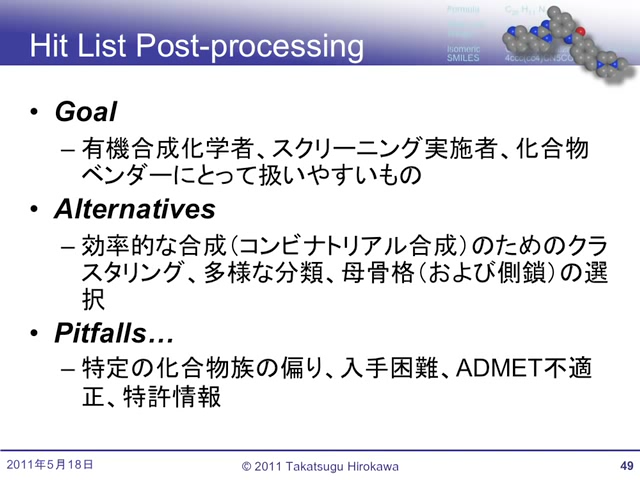 Formula
Isomeric
SMILES
Hit List Post-processing
• Goal
– 有機合成化学者、スクリーニング実施者、化合物
ベンダーにとって扱いやすいもの
• Alternatives
– 効率的な合成（コンビナトリアル合成）のためのクラ
スタリング、多様な分類、母骨格（および側鎖）の選
択
• Pitfalls…
– 特定の化合物族の偏り、入手困難、ADMET不適
正、特許情報
2011年5月18日
© 2011 Takatsugu Hirokawa
49